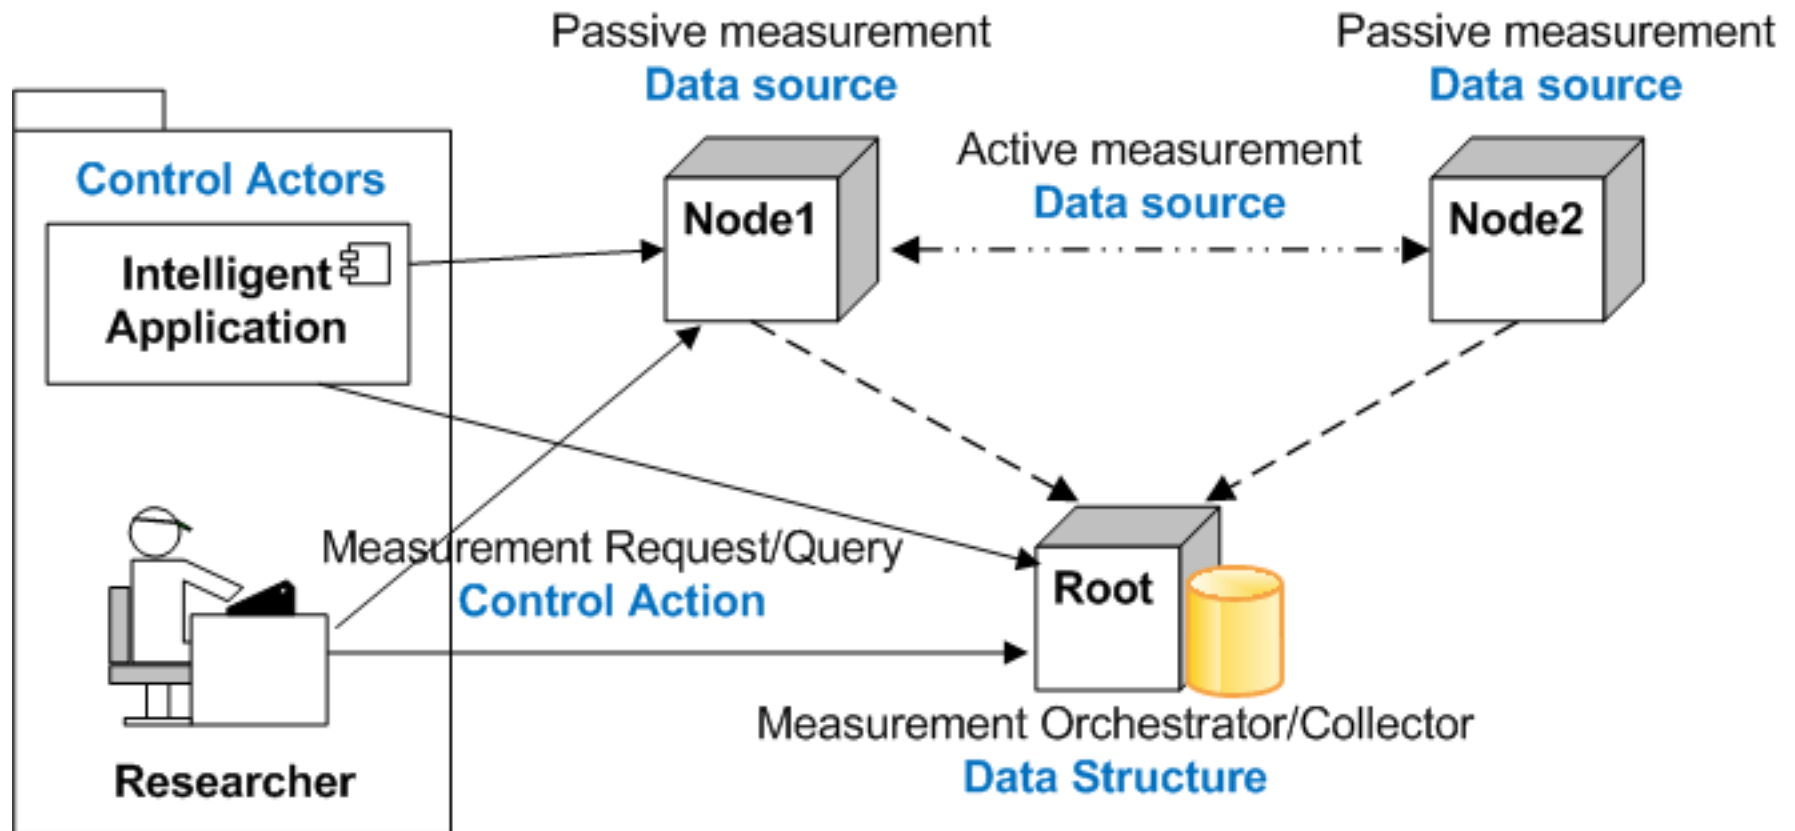 Passive measurement
Data source
Passive measurement
Data source
Control Actors
Active measurement
Data source
Node1
Node2
Intelligent
Application
Measurement Request/Query
Control Action
Root
Measurement Orchestrator/Collector
Data Structure
Researcher